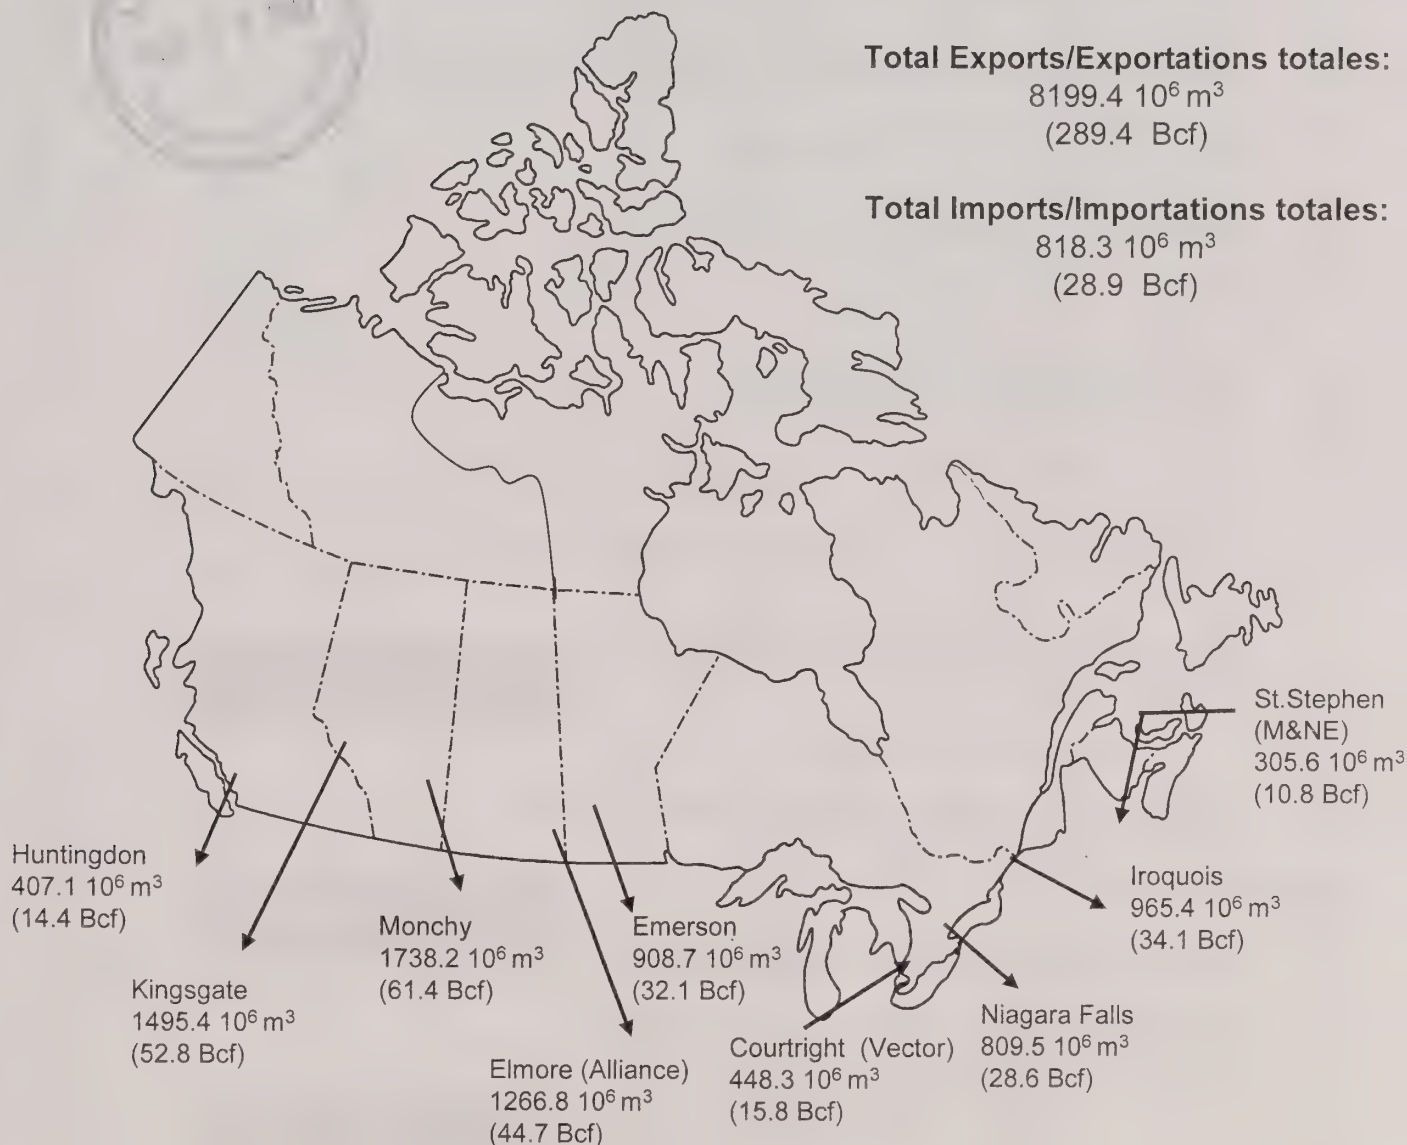 Total Exports/Exportations totales:
8199.4 10⁶ m³
(289.4 Bcf)
Total Imports/Importations totales:
818.3 10⁶ m³
(28.9 Bcf)
St.Stephen
(M&NE)
305.6 10⁶ m³
(10.8 Bcf)
Huntingdon
407.1 10⁶ m³
(14.4 Bcf)
Kingsgate
1495.4 10⁶ m³
(52.8 Bcf)
Monchy
1738.2 10⁶ m³
(61.4 Bcf)
Elmore (Alliance)
1266.8 10⁶ m³
(44.7 Bcf)
Emerson
908.7 10⁶ m³
(32.1 Bcf)
Courtright (Vector)
448.3 10⁶ m³
(15.8 Bcf)
Niagara Falls
809.5 10⁶ m³
(28.6 Bcf)
Iroquois
965.4 10⁶ m³
(34.1 Bcf)